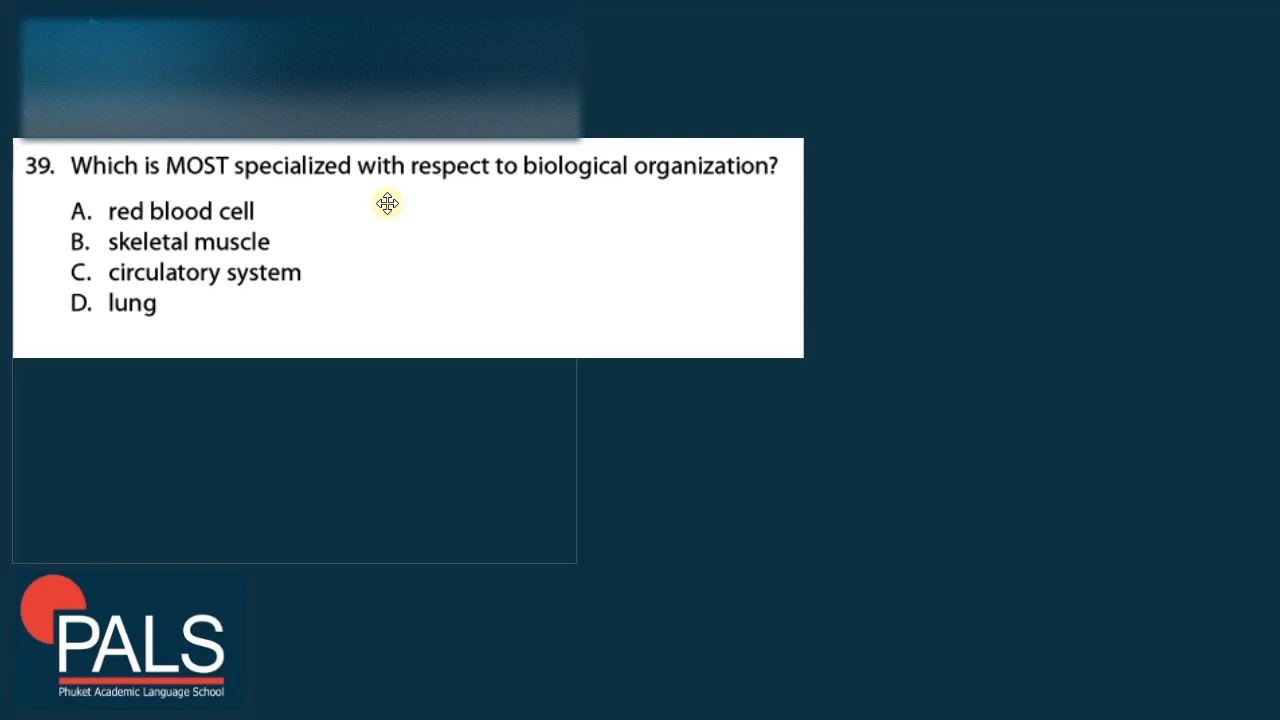 39. Which is MOST specialized with respect to biological organization?
A. red blood cell
B. skeletal muscle
C. circulatory system
D. lung
PALS
Phuket Academic Language School